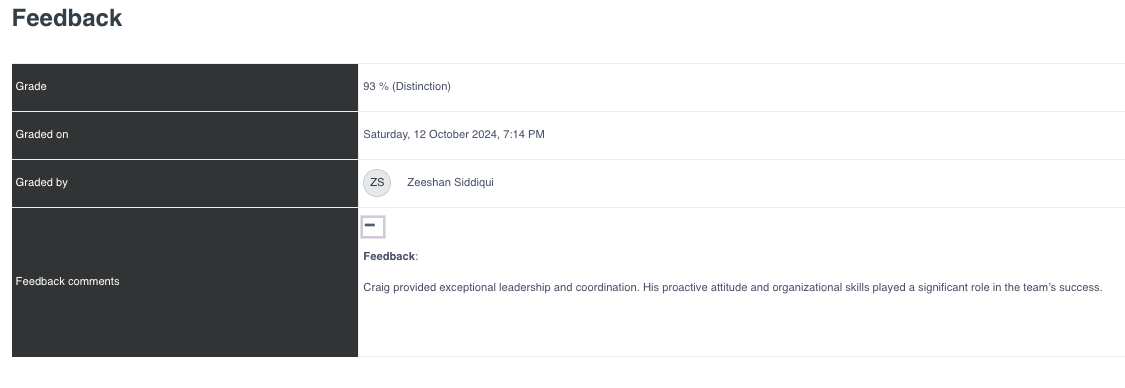 Feedback
Grade
93 % (Distinction)
Graded on
Saturday, 12 October 2024, 7:14 PM
Graded by
ZS
Zeeshan Siddiqui
Feedback comments
Feedback:
Craig provided exceptional leadership and coordination. His proactive attitude and organizational skills played a significant role in the team's success.